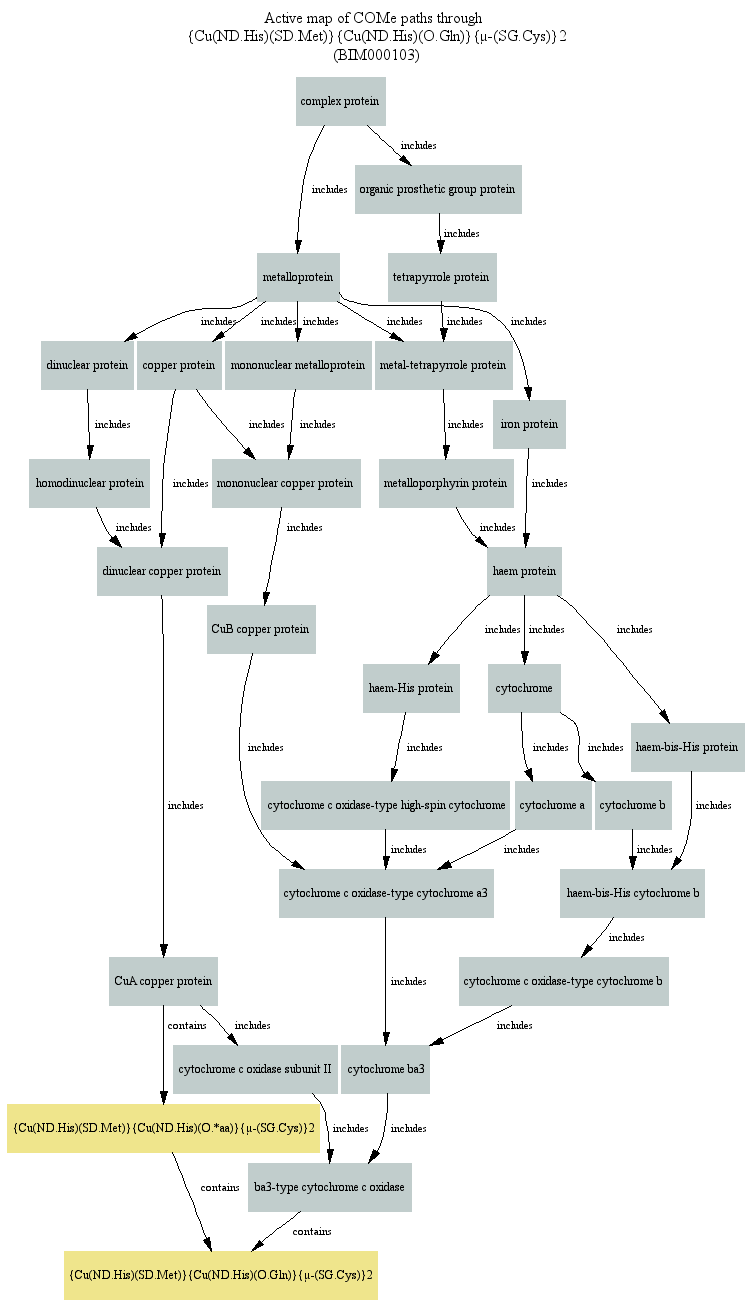 Active map of COMe paths through
{Cu(ND.His)(SD.Met)}{Cu(ND.His)(O.Gln)}{μ-(SG.Cys)}2
(BIM000103)
complex protein
includes
organic prosthetic group protein
includes
includes
metalloprotein
tetrapyrrole protein
includes
includes
includes
includes
includes
includes
dinuclear protein
copper protein
mononuclear metalloprotein
metal-tetrapyrrole protein
iron protein
includes
includes
includes
includes
homodinuclear protein
includes
mononuclear copper protein
metalloporphyrin protein
includes
includes
includes
includes
dinuclear copper protein
haem protein
CuB copper protein
includes
includes
includes
haem-His protein
cytochrome
haem-bis-His protein
includes
includes
includes
includes
cytochrome c oxidase-type high-spin cytochrome
cytochrome a
cytochrome b
includes
includes
includes
includes
includes
cytochrome c oxidase-type cytochrome a3
haem-bis-His cytochrome b
includes
CuA copper protein
includes
cytochrome c oxidase-type cytochrome b
contains
includes
includes
cytochrome c oxidase subunit II
cytochrome ba3
{Cu(ND.His)(SD.Met)}{Cu(ND.His)(O.*aa)}{μ-(SG.Cys)}2
includes
includes
contains
ba3-type cytochrome c oxidase
contains
{Cu(ND.His)(SD.Met)}{Cu(ND.His)(O.Gln)}{μ-(SG.Cys)}2